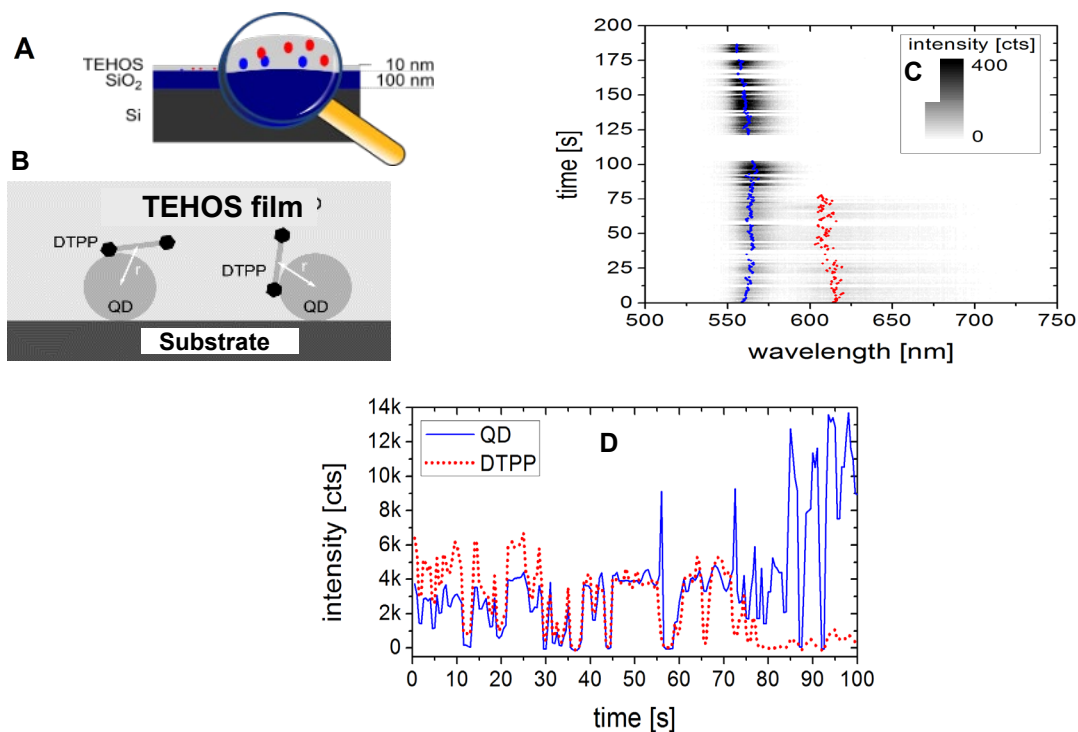 A
TEHOS
SiO₂
Si
10 nm
100 nm
B
TEHOS film
DTPP
r
QD
DTPP
r
QD
Substrate
200
175
150
125
100
75
50
25
0
time [s]
intensity [cts]
C
400
0
500 550 600 650 700 750
wavelength [nm]
14k
12k
10k
8k
6k
4k
2k
0
intensity [cts]
QD
DTPP
D
0 10 20 30 40 50 60 70 80 90 100
time [s]